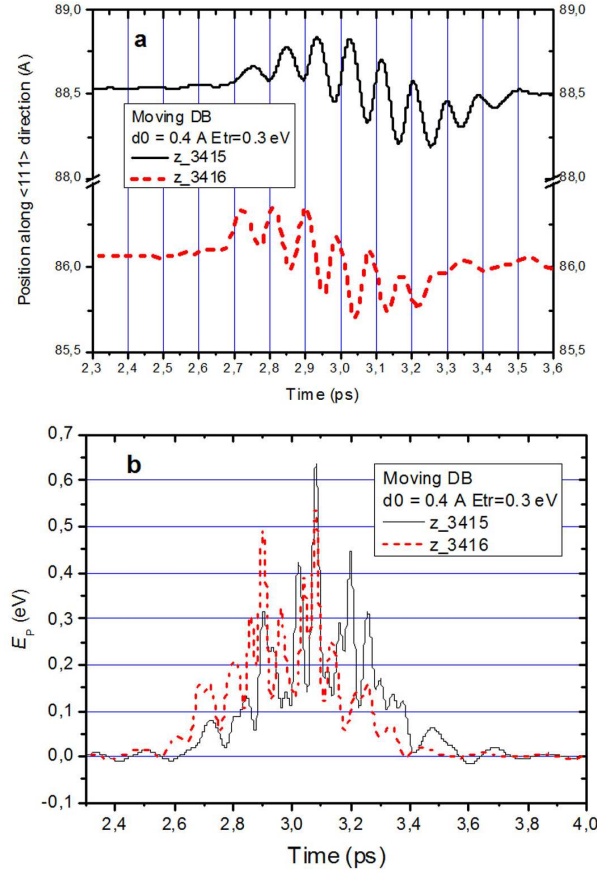 a
Position along <111> direction (A)
89,0
88,5
88,0
86,0
85,5
89,0
88,5
88,0
86,0
85,5
Moving DB
d0 = 0.4 A Etr=0.3 eV
z_3415
z_3416
2,3 2,4 2,5 2,6 2,7 2,8 2,9 3,0 3,1 3,2 3,3 3,4 3,5 3,6
Time (ps)
b
E_P (eV)
0,7
0,6
0,5
0,4
0,3
0,2
0,1
0,0
-0,1
Moving DB
d0 = 0.4 A Etr=0.3 eV
z_3415
z_3416
2,4 2,6 2,8 3,0 3,2 3,4 3,6 3,8 4,0
Time (ps)